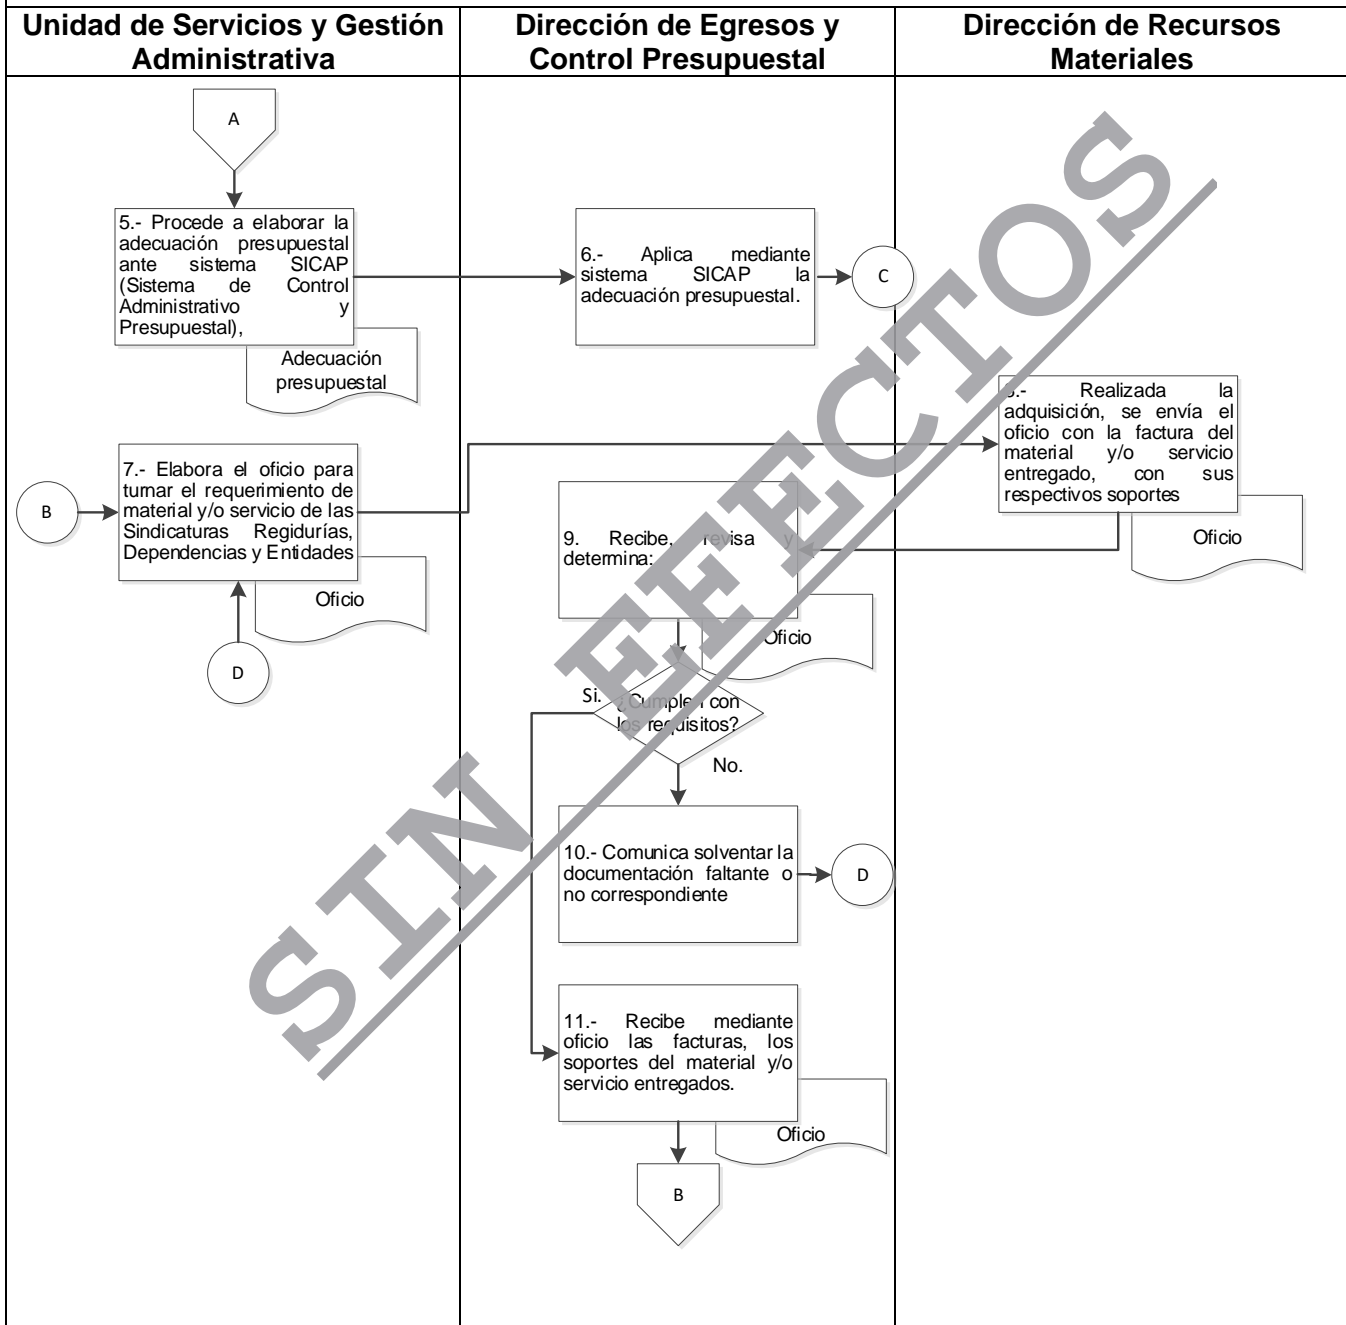 Unidad de Servicios y Gestión
Administrativa
Dirección de Egresos y
Control Presupuestal
Dirección de Recursos
Materiales
A
5.- Procede a elaborar la
adecuación presupuestal
ante sistema SICAP
(Sistema de Control
Administrativo y
Presupuestal),
Adecuación
presupuestal
6.- Aplica mediante
sistema SICAP la
adecuación presupuestal.
C
B
7.- Elabora el oficio para
turnar el requerimiento de
material y/o servicio de las
Sindicaturas Regidurías,
Dependencias y Entidades
Oficio
D
Realizada la
adquisición, se envía el
oficio con la factura del
material y/o servicio
entregado, con sus
respectivos soportes
Oficio
9. Recibe, revisa y
determina:
Oficio
¿Cumplen con
los requisitos?
Si.
No.
10.- Comunica solventar la
documentación faltante o
no correspondiente
D
11.- Recibe mediante
oficio las facturas, los
soportes del material y/o
servicio entregados.
Oficio
B
SIN EFECTOS